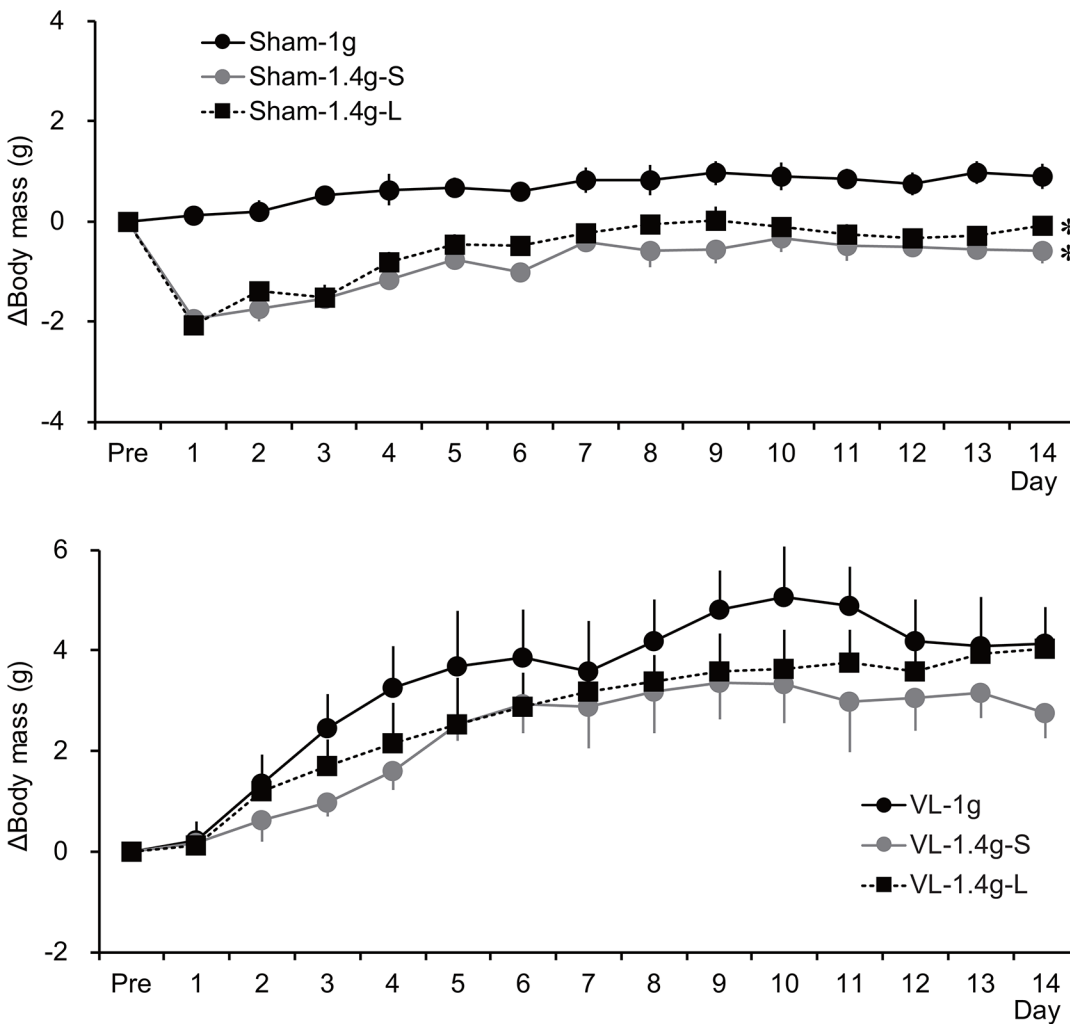 4
Sham-1g
Sham-1.4g-S
Sham-1.4g-L
2
0
-2
-4
ΔBody mass (g)
*
*
Pre 1 2 3 4 5 6 7 8 9 10 11 12 13 14
Day
6
4
2
0
-2
ΔBody mass (g)
VL-1g
VL-1.4g-S
VL-1.4g-L
Pre 1 2 3 4 5 6 7 8 9 10 11 12 13 14
Day